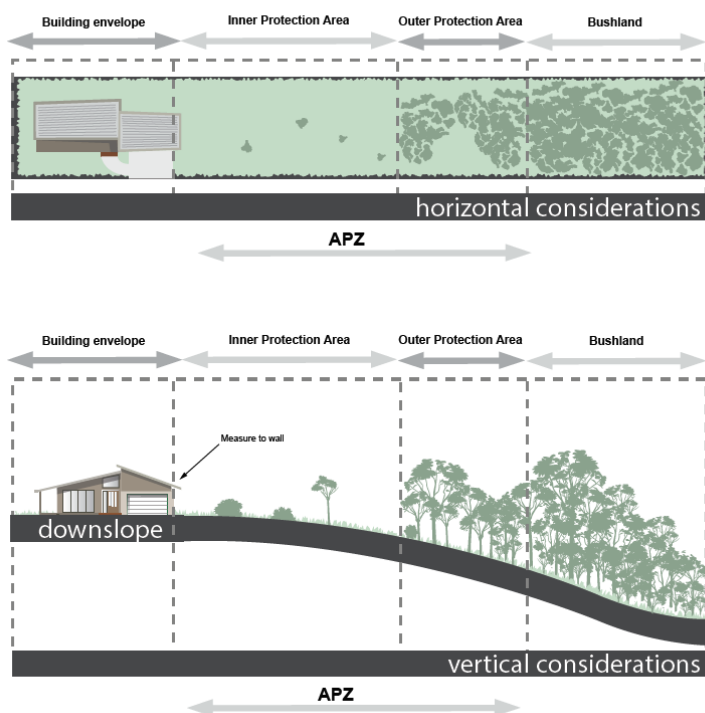 Building envelope Inner Protection Area Outer Protection Area Bushland
horizontal considerations
APZ
Building envelope Inner Protection Area Outer Protection Area Bushland
Measure to wall
downslope
vertical considerations
APZ